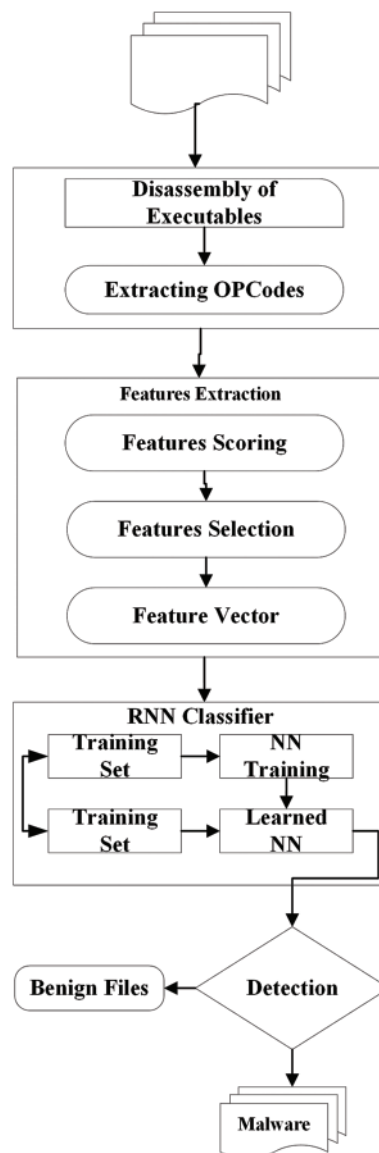 Disassembly of
Executables
Extracting OPCodes
Features Extraction
Features Scoring
Features Selection
Feature Vector
RNN Classifier
Training
Set
NN
Training
Training
Set
Learned
NN
Benign Files
Detection
Malware